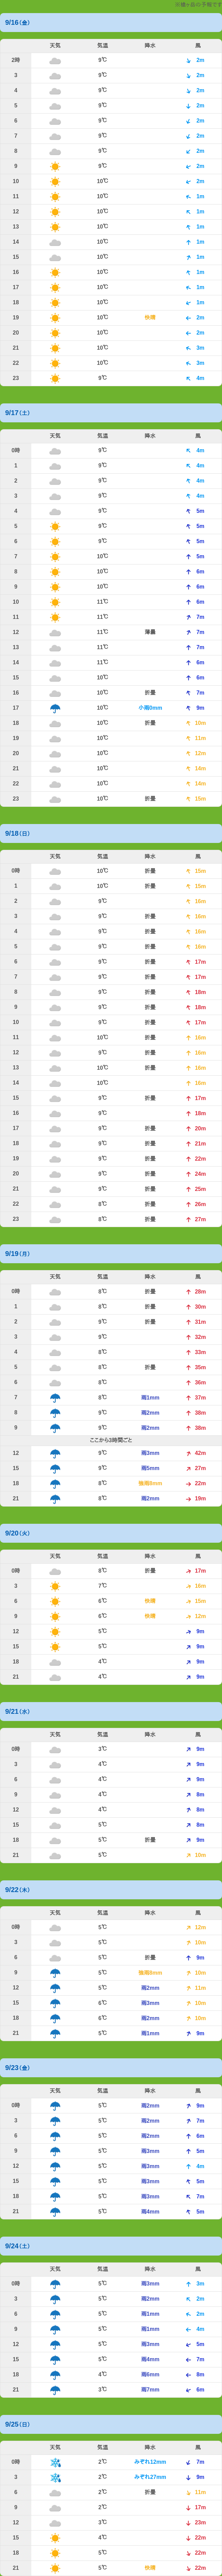 9/16(金)
天気 気温 降水 風
2時 9℃ 2m
3 9℃ 2m
4 9℃ 2m
5 9℃ 2m
6 9℃ 2m
7 9℃ 2m
8 9℃ 2m
9 10℃ 2m
10 10℃ 2m
11 10℃ 1m
12 10℃ 1m
13 10℃ 1m
14 10℃ 1m
15 10℃ 1m
16 10℃ 1m
17 10℃ 1m
18 10℃ 1m
19 10℃ 快晴 2m
20 10℃ 2m
21 10℃ 3m
22 10℃ 3m
23 9℃ 4m
9/17(土)
天気 気温 降水 風
0時 9℃ 4m
1 9℃ 4m
2 9℃ 4m
3 9℃ 4m
4 9℃ 5m
5 9℃ 5m
6 9℃ 5m
7 10℃ 5m
8 10℃ 6m
9 10℃ 6m
10 11℃ 6m
11 11℃ 7m
12 11℃ 薄曇 7m
13 11℃ 7m
14 11℃ 6m
15 10℃ 6m
16 10℃ 折曇 7m
17 10℃ 小雨0mm 9m
18 10℃ 折曇 10m
19 10℃ 11m
20 10℃ 12m
21 10℃ 14m
22 10℃ 14m
23 10℃ 折曇 15m
9/18(日)
天気 気温 降水 風
0時 10℃ 折曇 15m
1 10℃ 折曇 15m
2 9℃ 16m
3 9℃ 折曇 16m
4 9℃ 折曇 16m
5 9℃ 折曇 16m
6 9℃ 折曇 17m
7 9℃ 折曇 17m
8 9℃ 折曇 18m
9 9℃ 折曇 18m
10 9℃ 折曇 17m
11 10℃ 折曇 16m
12 9℃ 折曇 16m
13 10℃ 折曇 16m
14 10℃ 16m
15 9℃ 折曇 17m
16 9℃ 18m
17 9℃ 折曇 20m
18 9℃ 折曇 21m
19 9℃ 折曇 22m
20 9℃ 折曇 24m
21 9℃ 折曇 25m
22 8℃ 折曇 26m
23 8℃ 折曇 27m
9/19(月)
天気 気温 降水 風
0時 8℃ 折曇 28m
1 8℃ 折曇 30m
2 9℃ 折曇 31m
3 9℃ 32m
4 8℃ 33m
5 8℃ 折曇 35m
6 8℃ 36m
7 8℃ 雨1mm 37m
8 9℃ 雨2mm 38m
9 9℃ 雨2mm 38m
ここから3時間ごと
12 9℃ 雨3mm 42m
15 9℃ 雨5mm 27m
18 8℃ 強雨8mm 22m
21 8℃ 雨2mm 19m
9/20(火)
天気 気温 降水 風
0時 8℃ 折曇 17m
3 7℃ 16m
6 6℃ 快晴 15m
9 6℃ 快晴 12m
12 5℃ 9m
15 5℃ 9m
18 4℃ 9m
21 4℃ 9m
9/21(水)
天気 気温 降水 風
0時 3℃ 9m
3 4℃ 9m
6 4℃ 9m
9 4℃ 8m
12 4℃ 8m
15 5℃ 8m
18 5℃ 折曇 9m
21 5℃ 10m
9/22(木)
天気 気温 降水 風
0時 5℃ 12m
3 5℃ 10m
6 5℃ 折曇 9m
9 5℃ 強雨8mm 10m
12 5℃ 雨2mm 11m
15 6℃ 雨3mm 10m
18 6℃ 雨2mm 10m
21 5℃ 雨1mm 9m
9/23(金)
天気 気温 降水 風
0時 5℃ 雨2mm 9m
3 5℃ 雨2mm 7m
6 5℃ 雨2mm 6m
9 5℃ 雨3mm 5m
12 5℃ 雨3mm 4m
15 5℃ 雨3mm 5m
18 5℃ 雨3mm 7m
21 5℃ 雨4mm 5m
9/24(土)
天気 気温 降水 風
0時 5℃ 雨3mm 3m
3 5℃ 雨2mm 2m
6 5℃ 雨1mm 2m
9 5℃ 雨1mm 4m
12 5℃ 雨3mm 5m
15 5℃ 雨4mm 7m
18 4℃ 雨6mm 8m
21 3℃ 雨7mm 6m
9/25(日)
天気 気温 降水 風
0時 2℃ みぞれ12mm 7m
3 2℃ みぞれ27mm 9m
6 2℃ 折曇 11m
9 2℃ 17m
12 3℃ 23m
15 4℃ 22m
18 5℃ 22m
21 5℃ 快晴 22m